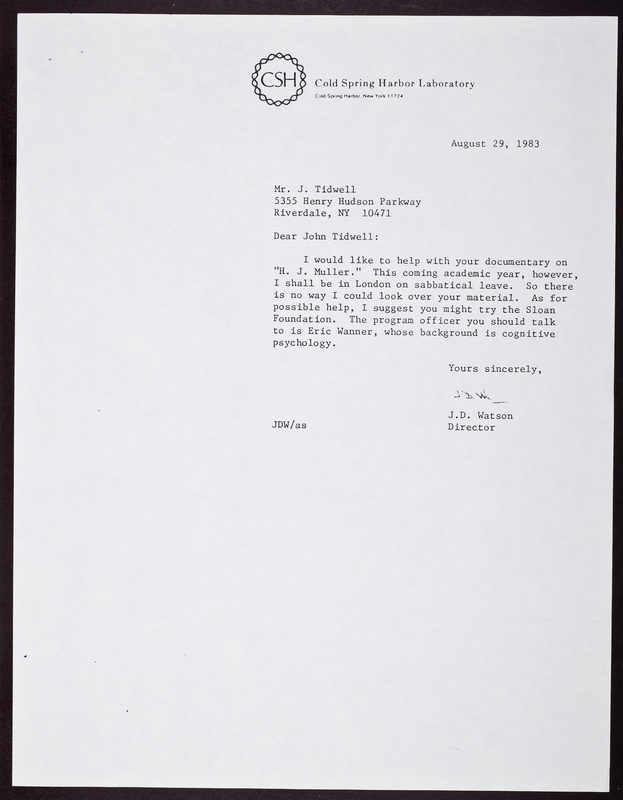 CSH
Cold Spring Harbor Laboratory
Cold Spring Harbor, New York 11724
August 29, 1983
Mr. J. Tidwell
5355 Henry Hudson Parkway
Riverdale, NY 10471
Dear John Tidwell:
I would like to help with your documentary on
"H. J. Muller." This coming academic year, however,
I shall be in London on sabbatical leave. So there
is no way I could look over your material. As for
possible help, I suggest you might try the Sloan
Foundation. The program officer you should talk
to is Eric Wanner, whose background is cognitive
psychology.
Yours sincerely,
J.D. Watson
Director
JDW/as